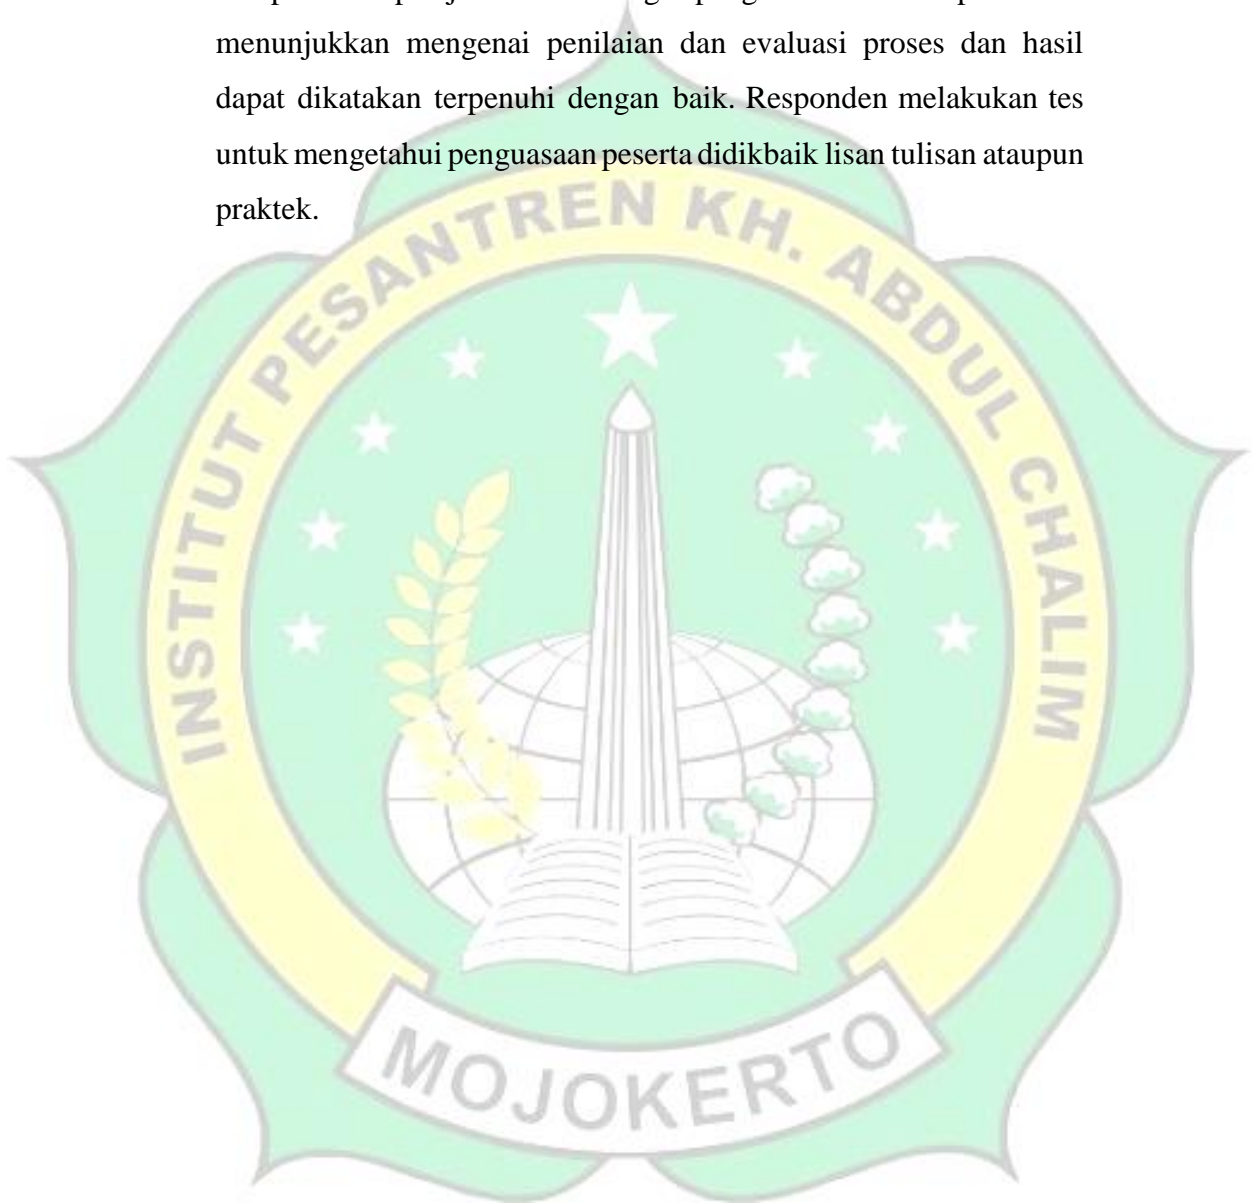 menunjukkan mengenai penilaian dan evaluasi proses dan hasil
dapat dikatakan terpenuhi dengan baik. Responden melakukan tes
untuk mengetahui penguasaan peserta didikbaik lisan tulisan ataupun
praktek.
INSTITUT PESANTREN KH. ABDUL CHALIM
MOJOKERTO